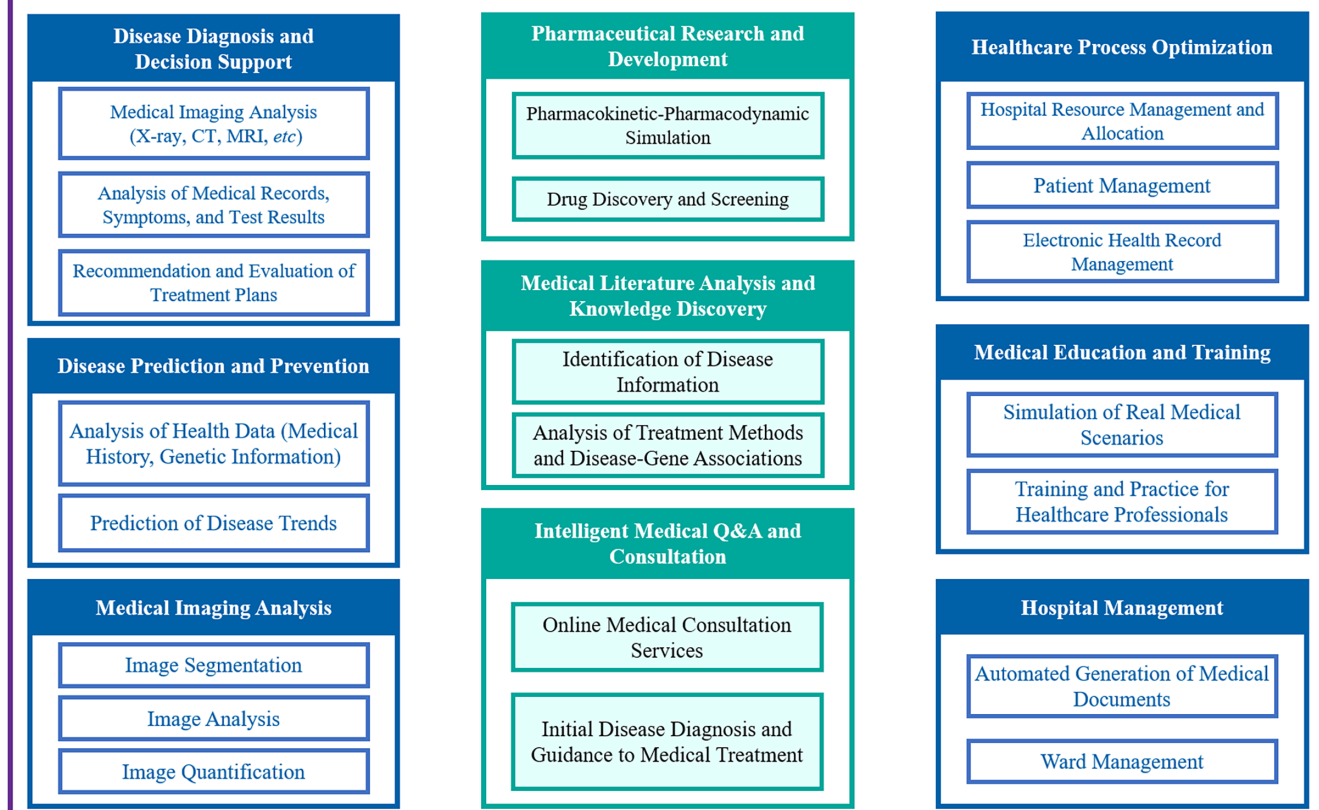 Disease Diagnosis and
Decision Support
Medical Imaging Analysis
(X-ray, CT, MRI, etc)
Analysis of Medical Records,
Symptoms, and Test Results
Recommendation and Evaluation of
Treatment Plans
Disease Prediction and Prevention
Analysis of Health Data (Medical
History, Genetic Information)
Prediction of Disease Trends
Medical Imaging Analysis
Image Segmentation
Image Analysis
Image Quantification
Pharmaceutical Research and
Development
Pharmacokinetic-Pharmacodynamic
Simulation
Drug Discovery and Screening
Medical Literature Analysis and
Knowledge Discovery
Identification of Disease
Information
Analysis of Treatment Methods
and Disease-Gene Associations
Intelligent Medical Q&A and
Consultation
Online Medical Consultation
Services
Initial Disease Diagnosis and
Guidance to Medical Treatment
Healthcare Process Optimization
Hospital Resource Management and
Allocation
Patient Management
Electronic Health Record
Management
Medical Education and Training
Simulation of Real Medical
Scenarios
Training and Practice for
Healthcare Professionals
Hospital Management
Automated Generation of Medical
Documents
Ward Management